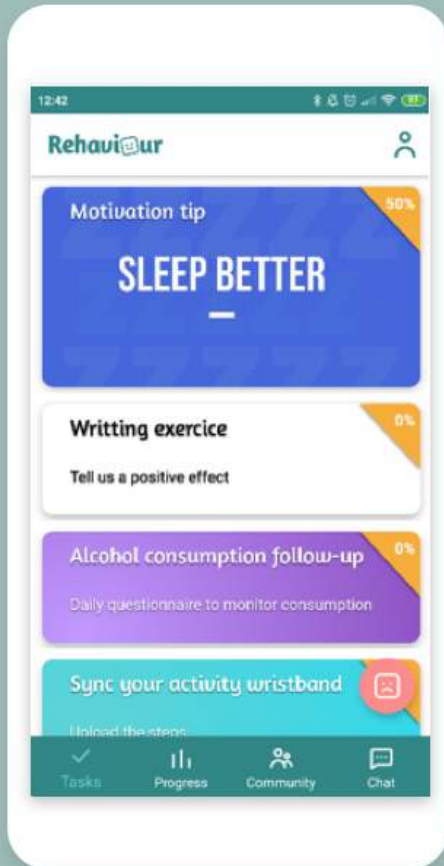 12:42
97
Rehaviour
Motivation tip
50%
SLEEP BETTER
Writting exercice
0%
Tell us a positive effect
Alcohol consumption follow-up
0%
Daily questionnaire to monitor consumption
Sync your activity wristband
Upload the steps
Tasks
Progress
Community
Chat